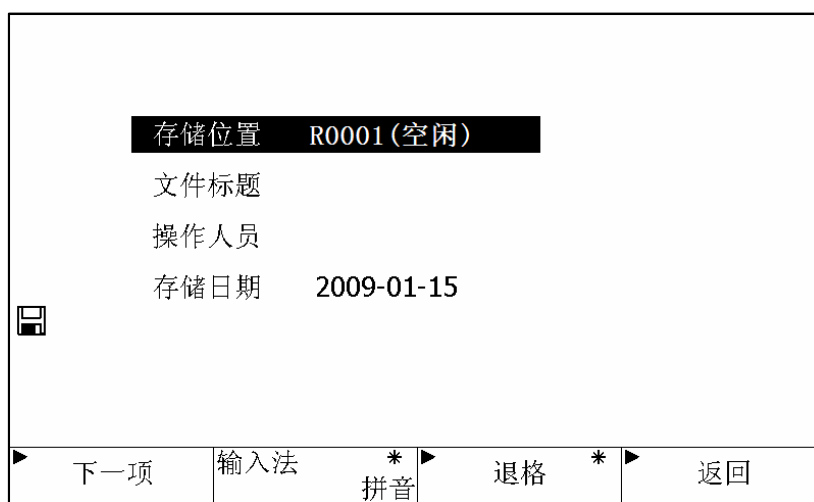 存储位置 R0001(空闲)
文件标题
操作人员
存储日期 2009-01-15
下一项 输入法 * 拼音 退格 * 返回